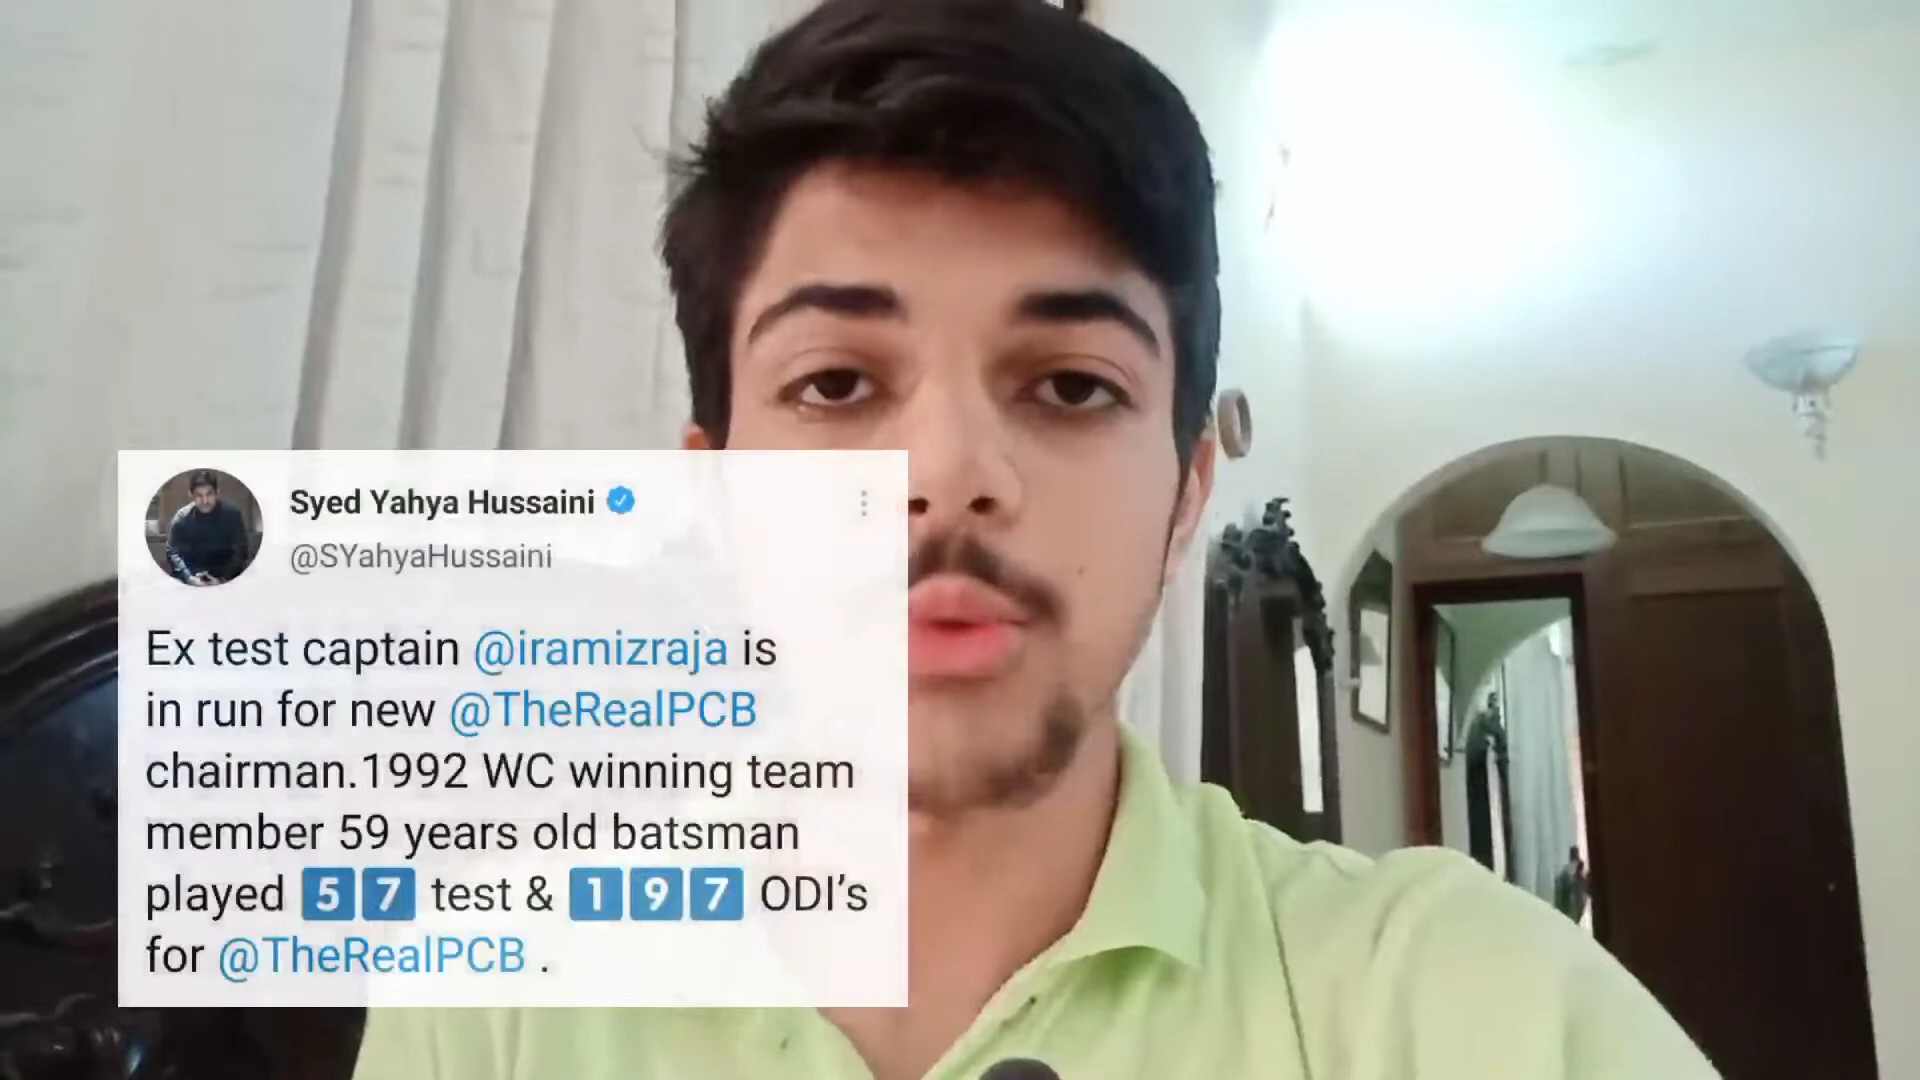 Syed Yahya Hussaini
@SYahyaHussaini
Ex test captain @iramizraja is
in run for new @TheRealPCB
chairman.1992 WC winning team
member 59 years old batsman
played 57 test & 197 ODI’s
for @TheRealPCB .